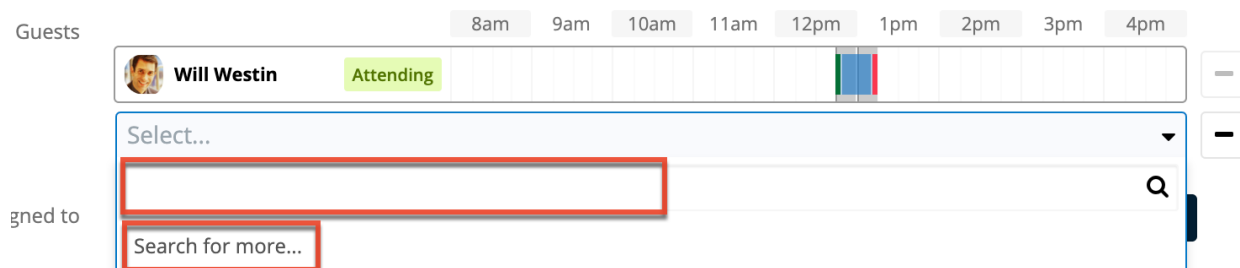 Guests
8am 9am 10am 11am 12pm 1pm 2pm 3pm 4pm
Will Westin Attending
Select...
gned to
Search for more...